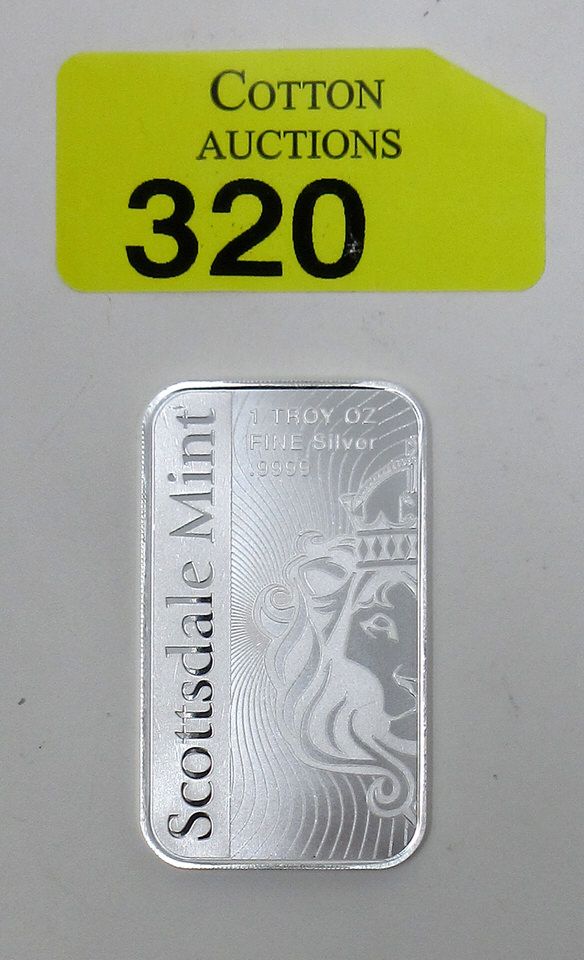 COTTON
AUCTIONS
320
1 TROY OZ
FINE Silver
.9999
Scottsdale Mint